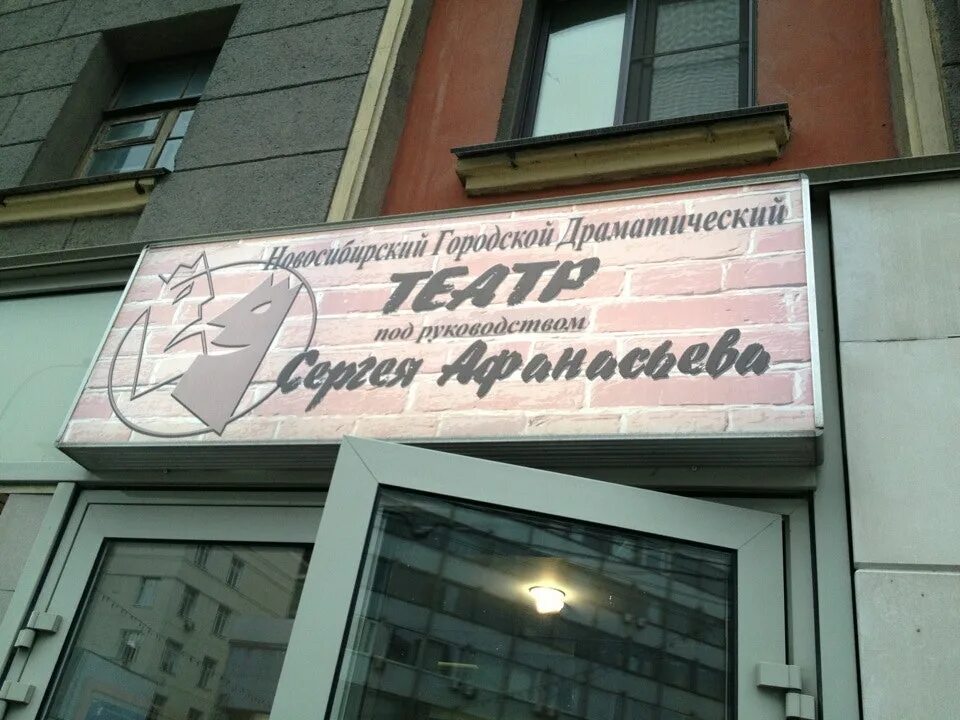 Новосибирский Городской Драматический
ТЕАТР
под руководством
Сергея Афанасьева